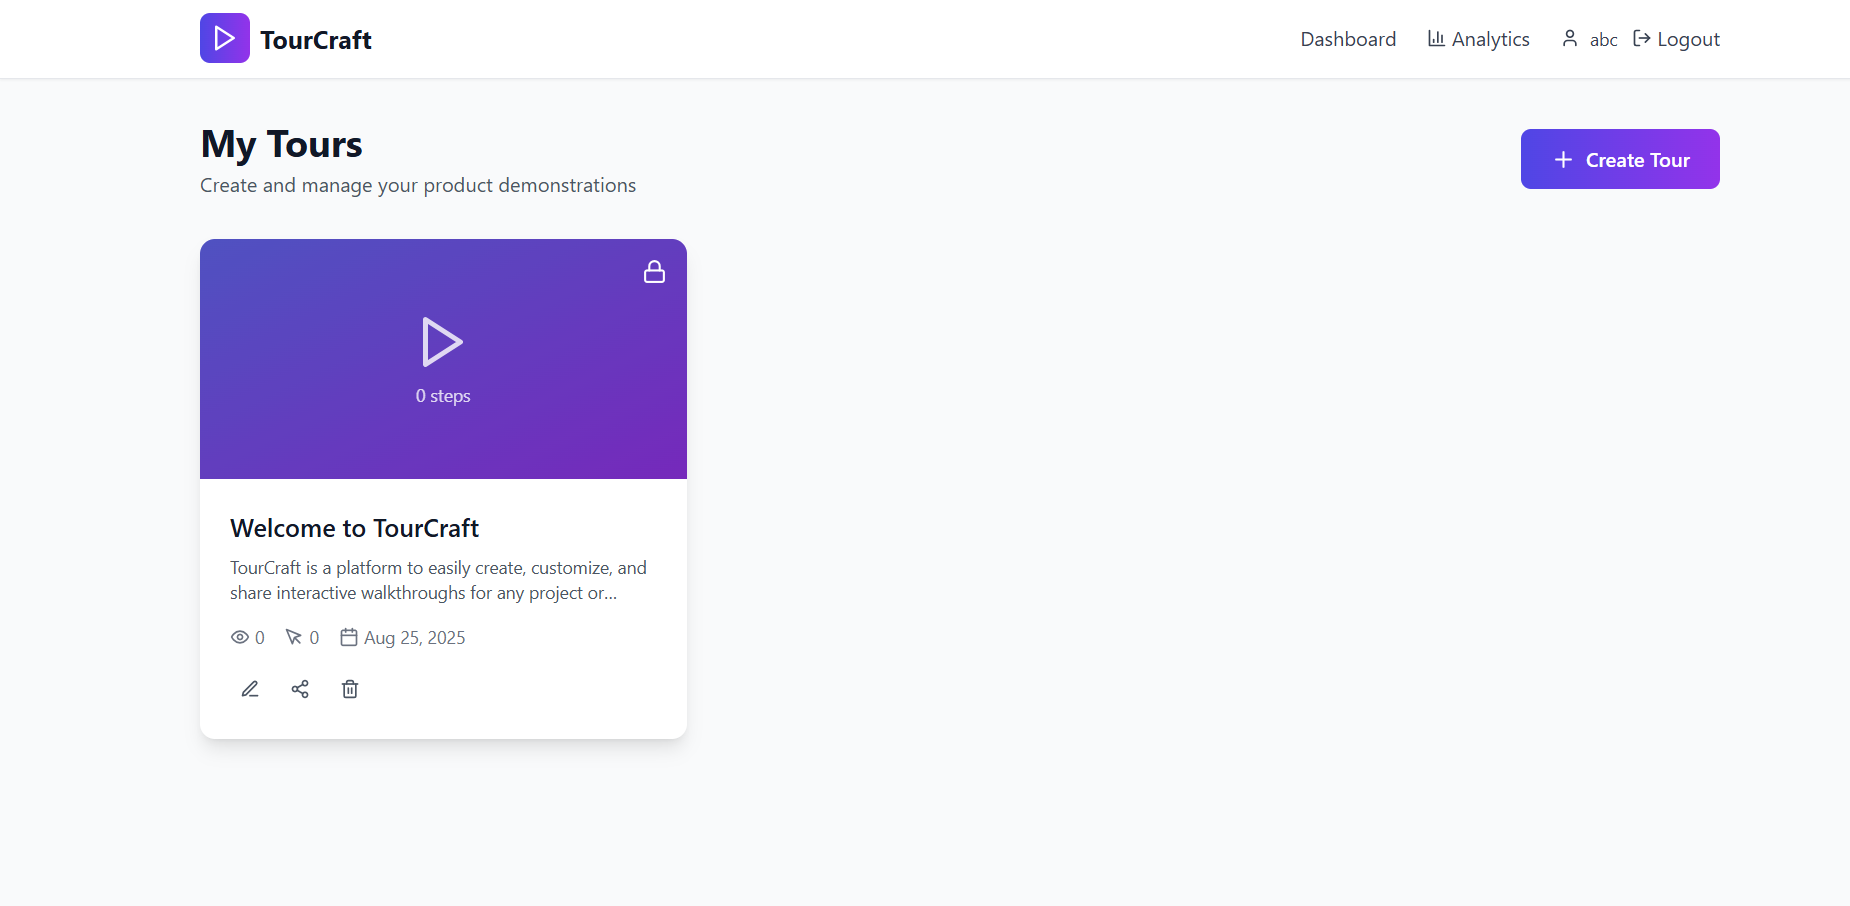 TourCraft
Dashboard
Analytics
abc
Logout
My Tours
Create and manage your product demonstrations
Create Tour
0 steps
Welcome to TourCraft
TourCraft is a platform to easily create, customize, and
share interactive walkthroughs for any project or...
0 0 Aug 25, 2025